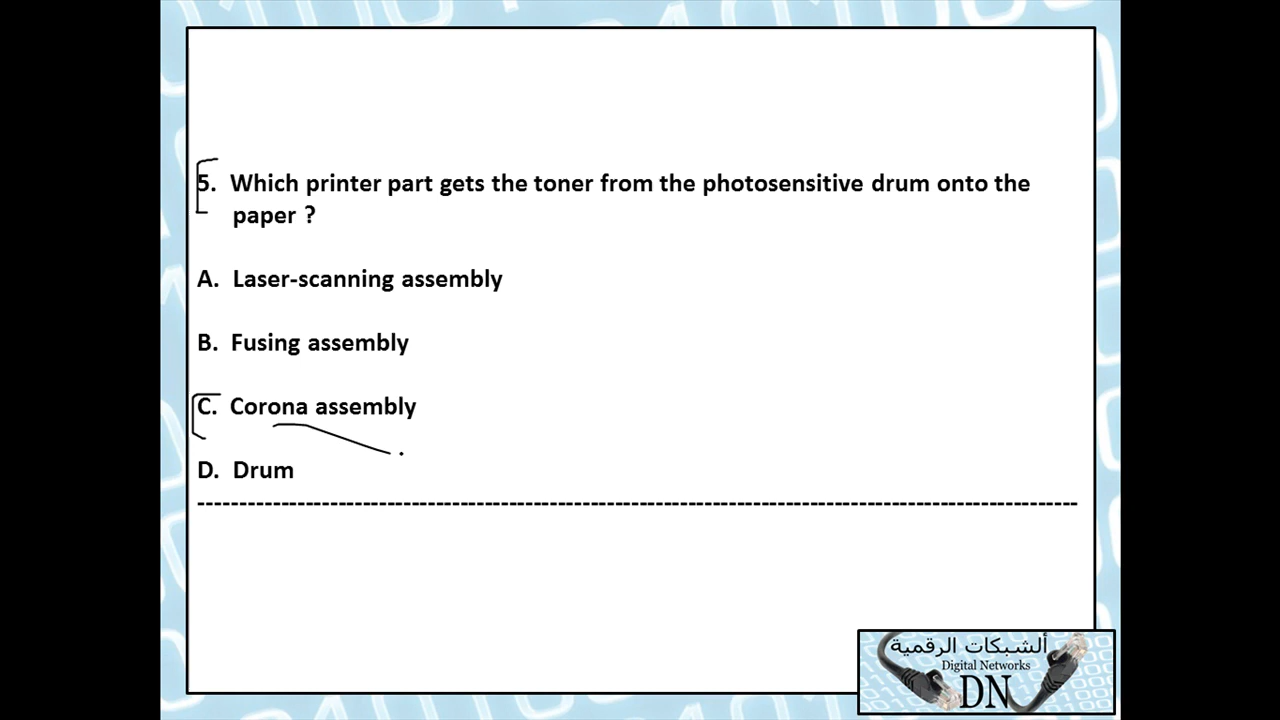 5. Which printer part gets the toner from the photosensitive drum onto the
paper ?
A. Laser-scanning assembly
B. Fusing assembly
C. Corona assembly
D. Drum
ألشبكات الرقمية
Digital Networks
DN